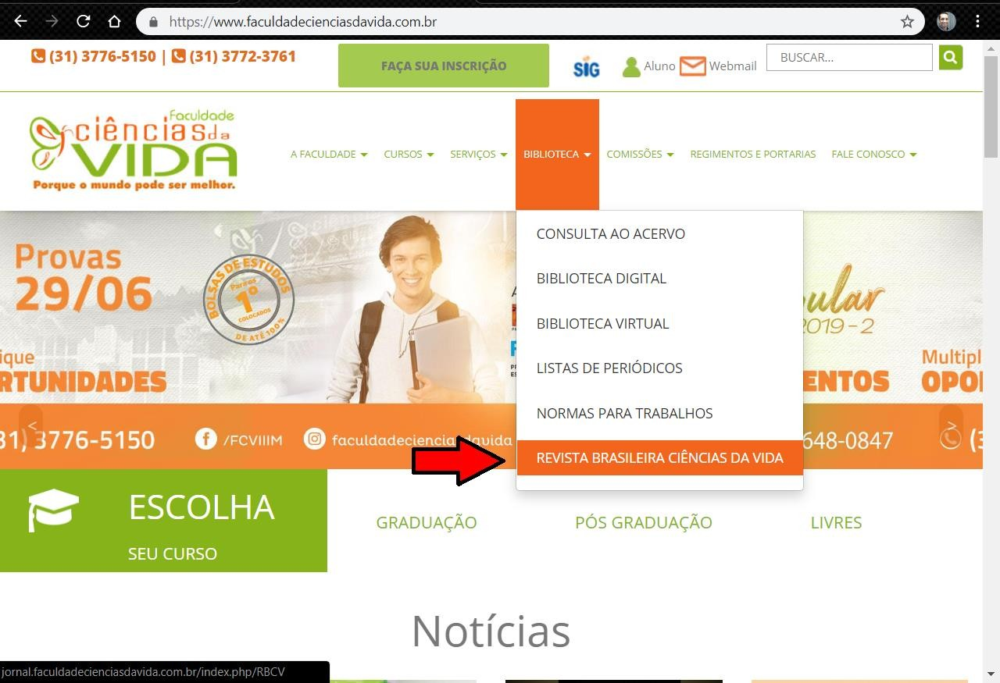 https://www.faculdadecienciasdavida.com.br
(31) 3776-5150 | (31) 3772-3761
FAÇA SUA INSCRIÇÃO
SIG
Aluno
Webmail
BUSCAR...
Faculdade
ciências da
VIDA
Porque o mundo pode ser melhor.
A FACULDADE
CURSOS
SERVIÇOS
BIBLIOTECA
COMISSÕES
REGIMENTOS E PORTARIAS
FALE CONOSCO
CONSULTA AO ACERVO
BIBLIOTECA DIGITAL
BIBLIOTECA VIRTUAL
LISTAS DE PERIÓDICOS
NORMAS PARA TRABALHOS
REVISTA BRASILEIRA CIÊNCIAS DA VIDA
Provas
29/06
BOLSAS DE ESTUDOS
Para os
1º
COLOCADOS
DE ATÉ 100%
ique
RTUNIDADES
ular
2019-2
ENTOS
Multipl
OPO
31) 3776-5150
/FCVIIIM
faculdadecienciasdavida
648-0847
ESCOLHA
SEU CURSO
GRADUAÇÃO
PÓS GRADUAÇÃO
LIVRES
Notícias
jornal.faculdadecienciasdavida.com.br/index.php/RBCV